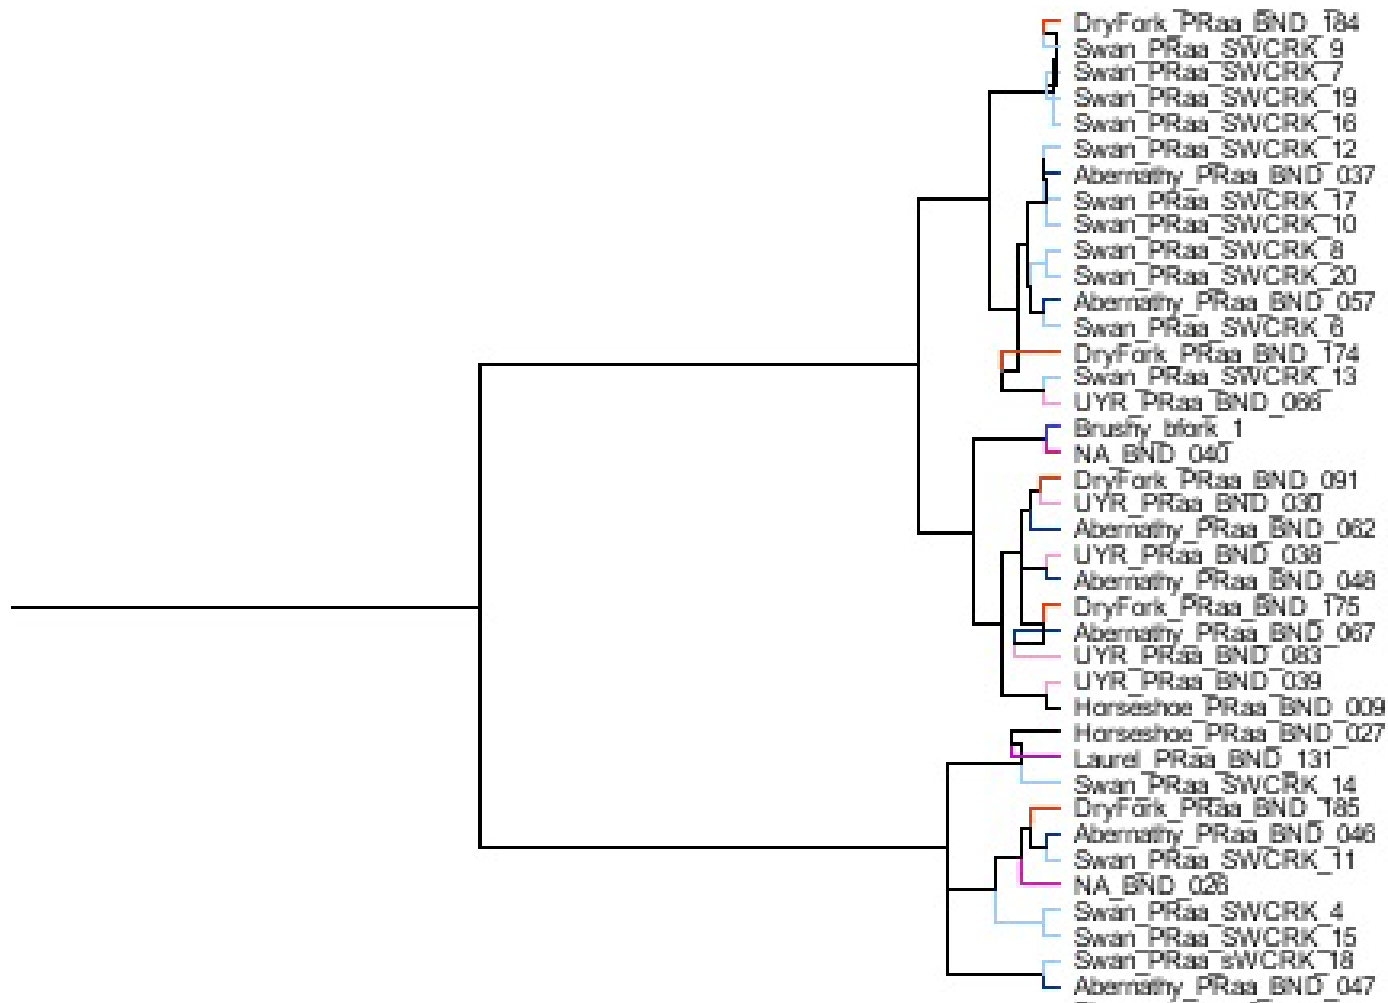 DryFork_PRaa_BND_184
Swan_PRaa_SWCRK_9
Swan_PRaa_SWCRK_7
Swan_PRaa_SWCRK_19
Swan_PRaa_SWCRK_16
Swan_PRaa_SWCRK_12
Abernathy_PRaa_BND_037
Swan_PRaa_SWCRK_17
Swan_PRaa_SWCRK_10
Swan_PRaa_SWCRK_8
Swan_PRaa_SWCRK_20
Abernathy_PRaa_BND_057
Swan_PRaa_SWCRK_6
DryFork_PRaa_BND_174
Swan_PRaa_SWCRK_13
UYR_PRaa_BND_066
Brushy_bfork_1
NA_BND_040
DryFork_PRaa_BND_091
UYR_PRaa_BND_030
Abernathy_PRaa_BND_062
UYR_PRaa_BND_038
Abernathy_PRaa_BND_048
DryFork_PRaa_BND_175
Abernathy_PRaa_BND_067
UYR_PRaa_BND_083
UYR_PRaa_BND_039
Horseshoe_PRaa_BND_009
Horseshoe_PRaa_BND_027
Laurel_PRaa_BND_131
Swan_PRaa_SWCRK_14
DryFork_PRaa_BND_185
Abernathy_PRaa_BND_046
Swan_PRaa_SWCRK_11
NA_BND_026
Swan_PRaa_SWCRK_4
Swan_PRaa_SWCRK_15
Swan_PRaa_sWCRK_18
Abernathy_PRaa_BND_047